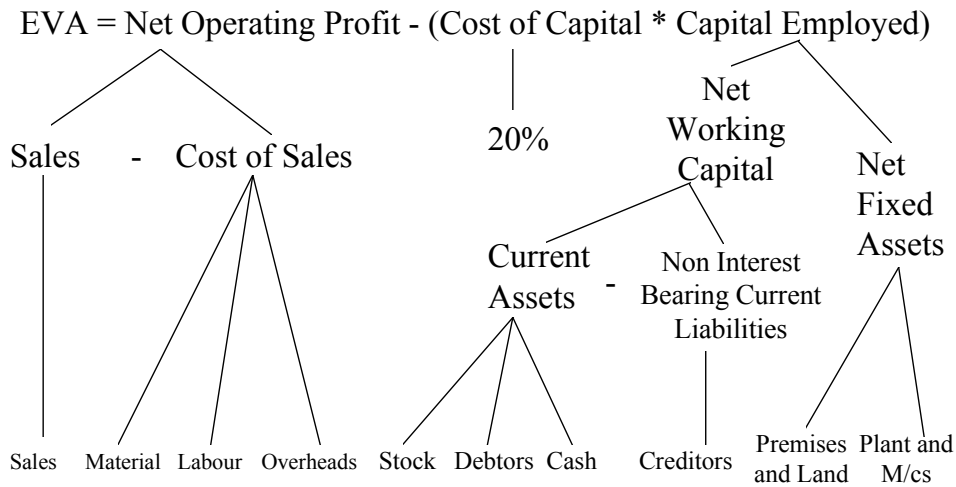 EVA = Net Operating Profit - (Cost of Capital * Capital Employed)
Sales - Cost of Sales
20%
Net
Working
Capital
Net
Fixed
Assets
Current
Assets
-
Non Interest
Bearing Current
Liabilities
Sales Material Labour Overheads Stock Debtors Cash Creditors
Premises
and Land
Plant and
M/cs